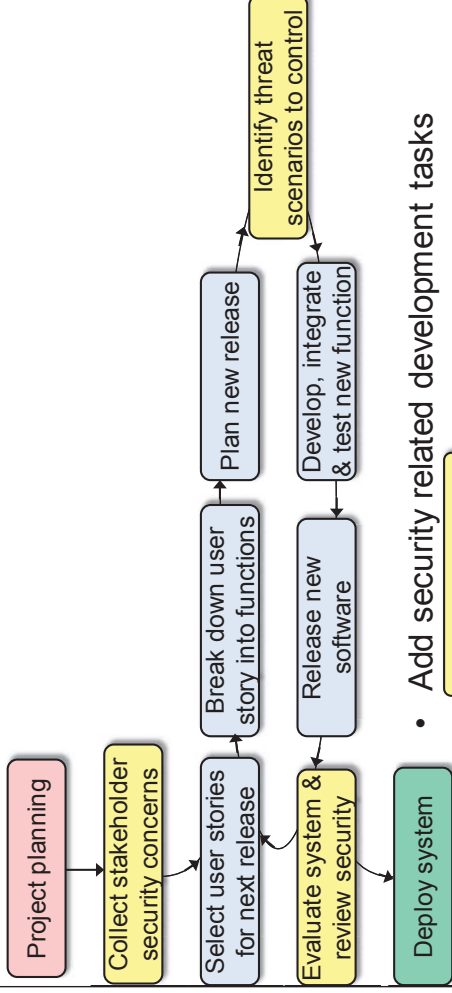 Project planning
Collect stakeholder
security concerns
Select user stories
for next release
Break down user
story into functions
Plan new release
Identify threat
scenarios to control
Develop, integrate
& test new function
Release new
software
Evaluate system &
review security
Deploy system
• Add security related development tasks